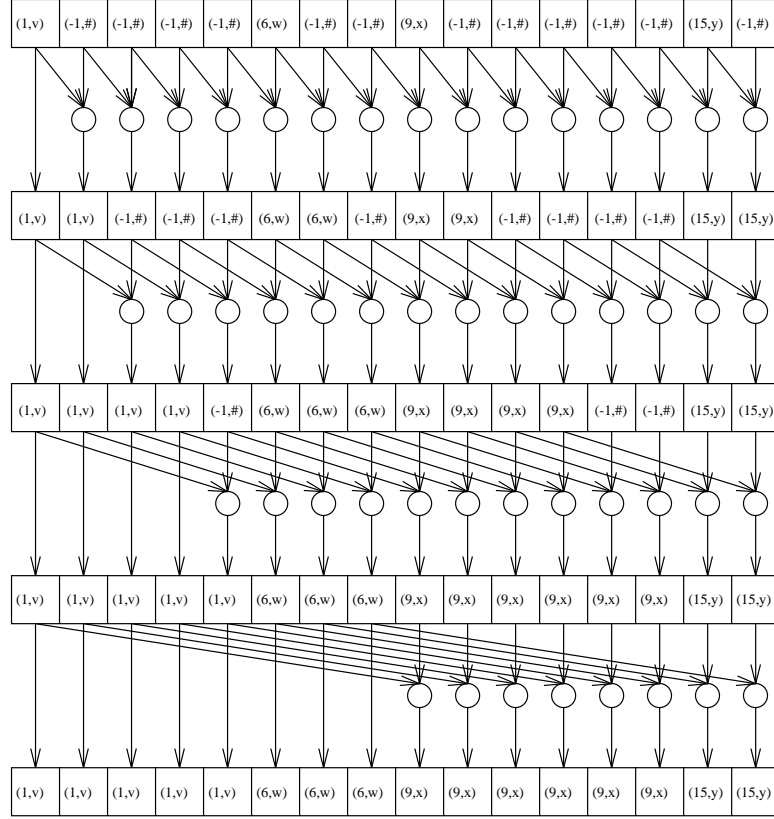 (1,v) (-1,#) (-1,#) (-1,#) (-1,#) (6,w) (-1,#) (-1,#) (9,x) (-1,#) (-1,#) (-1,#) (-1,#) (-1,#) (15,y) (-1,#)
(1,v) (1,v) (-1,#) (-1,#) (-1,#) (6,w) (6,w) (-1,#) (9,x) (9,x) (-1,#) (-1,#) (-1,#) (-1,#) (15,y) (15,y)
(1,v) (1,v) (1,v) (1,v) (-1,#) (6,w) (6,w) (6,w) (9,x) (9,x) (9,x) (9,x) (-1,#) (-1,#) (15,y) (15,y)
(1,v) (1,v) (1,v) (1,v) (1,v) (6,w) (6,w) (6,w) (9,x) (9,x) (9,x) (9,x) (9,x) (9,x) (15,y) (15,y)
(1,v) (1,v) (1,v) (1,v) (1,v) (6,w) (6,w) (6,w) (9,x) (9,x) (9,x) (9,x) (9,x) (9,x) (15,y) (15,y)